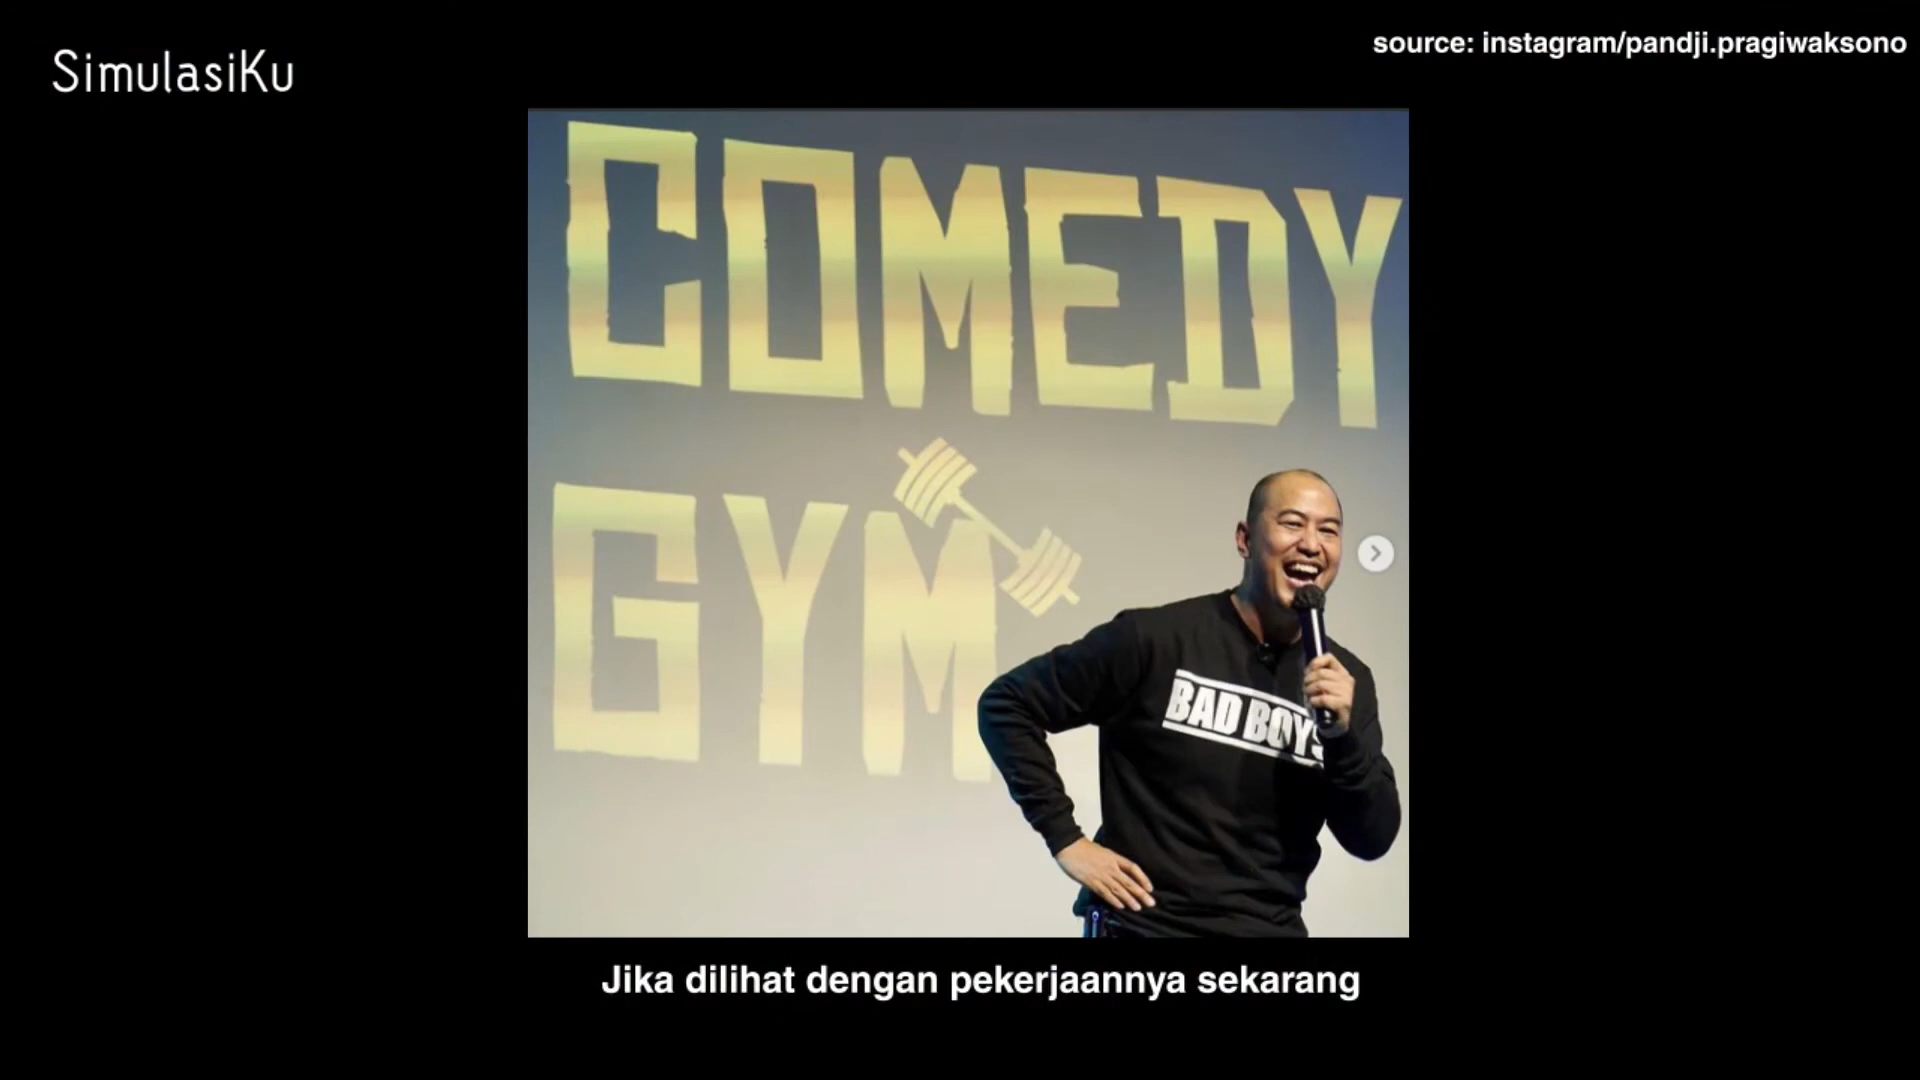 SimulasiKu
source: instagram/pandji.pragiwaksono
COMEDY
GYM
BAD BOYS
Jika dilihat dengan pekerjaannya sekarang